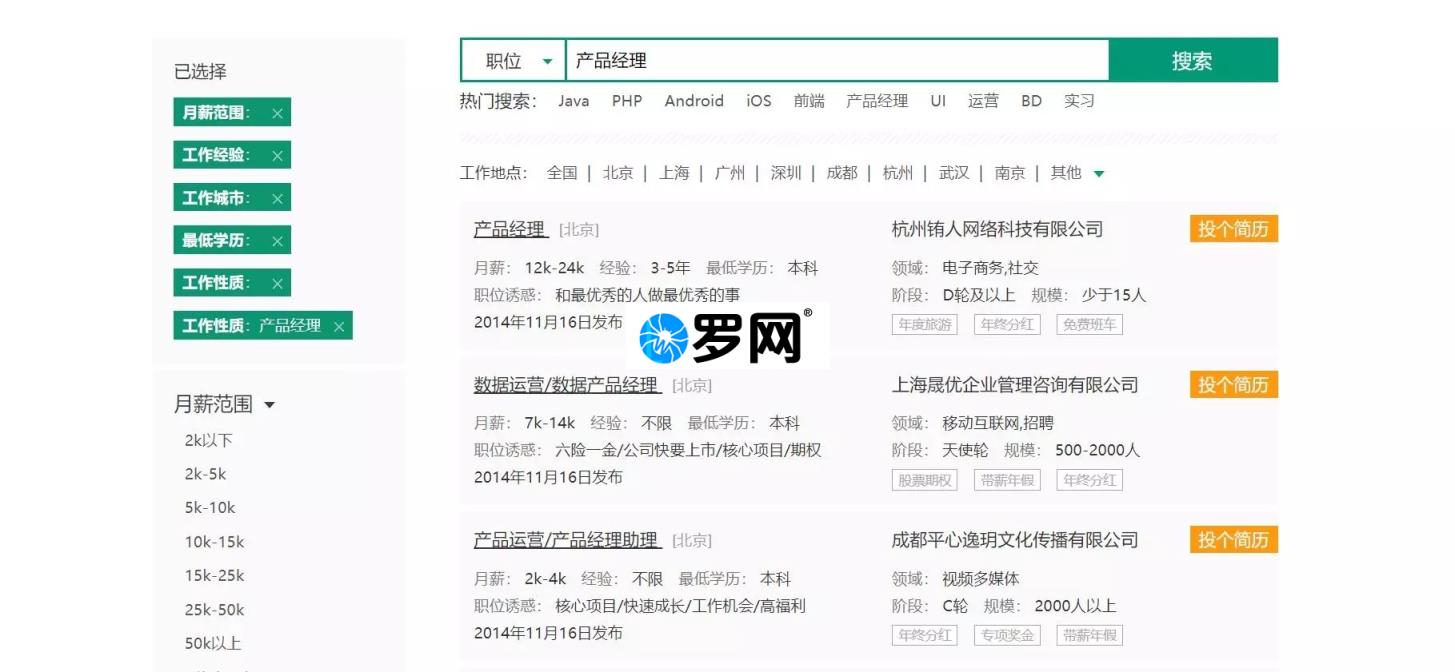 已选择
月薪范围： ×
工作经验： ×
工作城市： ×
最低学历： ×
工作性质： ×
工作性质：产品经理 ×
月薪范围
2k以下
2k-5k
5k-10k
10k-15k
15k-25k
25k-50k
50k以上
职位 产品经理 搜索
热门搜索： Java PHP Android iOS 前端 产品经理 UI 运营 BD 实习
工作地点： 全国 | 北京 | 上海 | 广州 | 深圳 | 成都 | 杭州 | 武汉 | 南京 | 其他
产品经理 [北京] 杭州铕人网络科技有限公司 投个简历
月薪： 12k-24k 经验： 3-5年 最低学历： 本科 领域： 电子商务,社交
职位诱惑： 和最优秀的人做最优秀的事 阶段： D轮及以上 规模： 少于15人
2014年11月16日发布 年度旅游 年终分红 免费班车
罗网®
数据运营/数据产品经理 [北京] 上海晟优企业管理咨询有限公司 投个简历
月薪： 7k-14k 经验： 不限 最低学历： 本科 领域： 移动互联网,招聘
职位诱惑： 六险一金/公司快要上市/核心项目/期权 阶段： 天使轮 规模： 500-2000人
2014年11月16日发布 股票期权 带薪年假 年终分红
产品运营/产品经理助理 [北京] 成都平心逸玥文化传播有限公司 投个简历
月薪： 2k-4k 经验： 不限 最低学历： 本科 领域： 视频多媒体
职位诱惑： 核心项目/快速成长/工作机会/高福利 阶段： C轮 规模： 2000人以上
2014年11月16日发布 年终分红 专项奖金 带薪年假